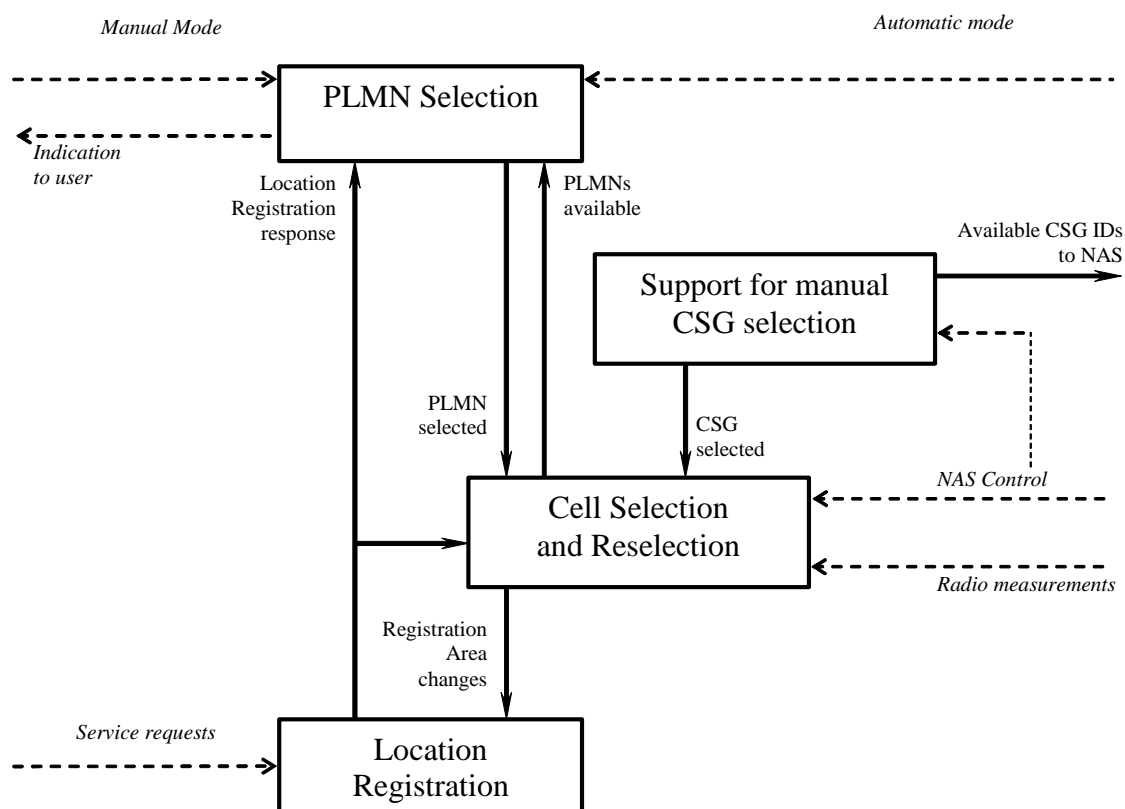 Manual Mode
Automatic mode
PLMN Selection
Indication
to user
Location
Registration
response
PLMNs
available
Available CSG IDs
to NAS
Support for manual
CSG selection
PLMN
selected
CSG
selected
NAS Control
Cell Selection
and Reselection
Radio measurements
Registration
Area
changes
Service requests
Location
Registration